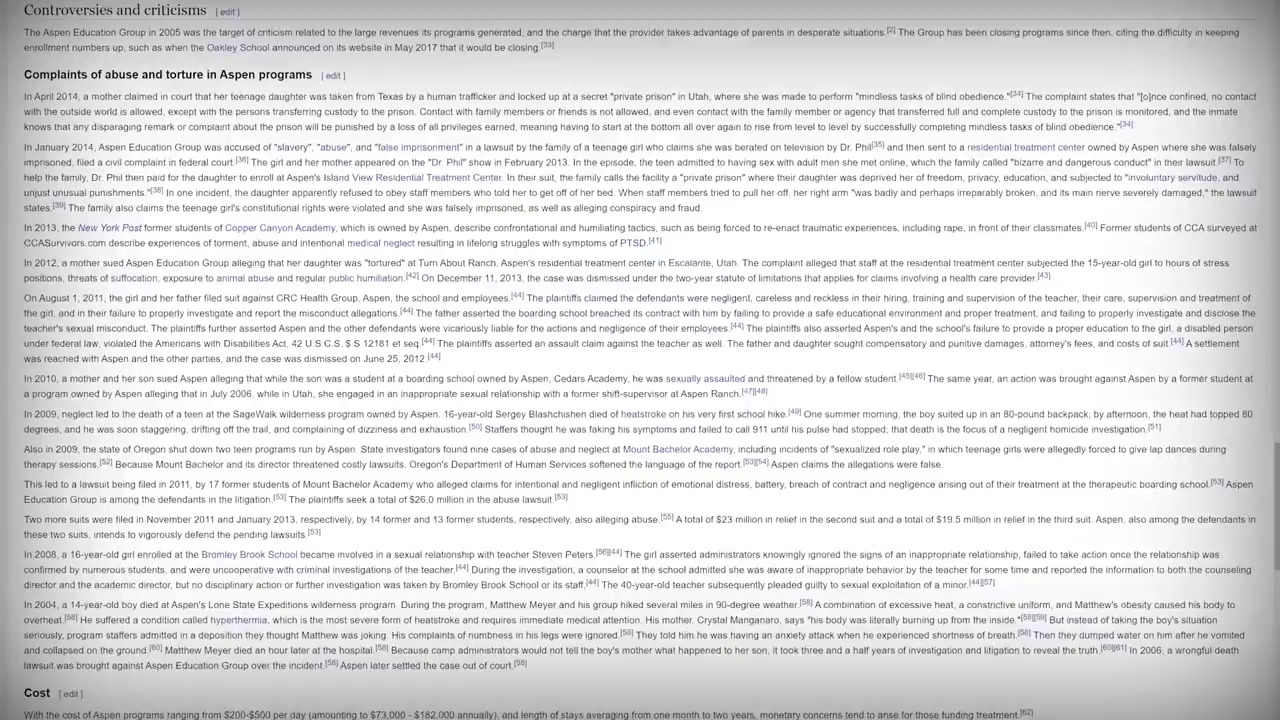 Controversies and criticisms [ edit ]
The Aspen Education Group in 2005 was the target of criticism related to the large revenues its programs generated, and the charge that the provider takes advantage of parents in desperate situations.[2] The Group has been closing programs since then, citing the difficulty in keeping
enrollment numbers up, such as when the Oakley School announced on its website in May 2017 that it would be closing.[33]
Complaints of abuse and torture in Aspen programs [ edit ]
In April 2014, a mother claimed in court that her teenage daughter was taken from Texas by a human trafficker and locked up at a secret "private prison" in Utah, where she was made to perform "mindless tasks of blind obedience."[34] The complaint states that "[o]nce confined, no contact
with the outside world is allowed, except with the persons transferring custody to the prison. Contact with family members or friends is not allowed, and even contact with the family member or agency that transferred full and complete custody to the prison is monitored, and the inmate
knows that any disparaging remark or complaint about the prison will be punished by a loss of all privileges earned, meaning having to start at the bottom all over again to rise from level to level by successfully completing mindless tasks of blind obedience."[34]
In January 2014, Aspen Education Group was accused of "slavery", "abuse", and "false imprisonment" in a lawsuit by the family of a teenage girl who claims she was berated on television by Dr. Phil[35] and then sent to a residential treatment center owned by Aspen where she was falsely
imprisoned, filed a civil complaint in federal court.[36] The girl and her mother appeared on the "Dr. Phil" show in February 2013. In the episode, the teen admitted to having sex with adult men she met online, which the family called "bizarre and dangerous conduct" in their lawsuit.[37] To
help the family, Dr. Phil then paid for the daughter to enroll at Aspen's Island View Residential Treatment Center. In their suit, the family calls the facility a "private prison" where their daughter was deprived of her freedom, privacy, education, and subjected to "involuntary servitude, and
unjust unusual punishments."[38] In one incident, the daughter apparently refused to obey staff members who told her to get off of her bed. When staff members tried to pull her off, her right arm "was badly and perhaps irreparably broken, and its main nerve severely damaged," the lawsuit
states.[39] The family also claims the teenage girl's constitutional rights were violated and she was falsely imprisoned, as well as alleging conspiracy and fraud.
In 2013, the New York Post former students of Copper Canyon Academy, which is owned by Aspen, describe confrontational and humiliating tactics, such as being forced to re-enact traumatic experiences, including rape, in front of their classmates.[40] Former students of CCA surveyed at
CCASurvivors.com describe experiences of torment, abuse and intentional medical neglect resulting in lifelong struggles with symptoms of PTSD.[41]
In 2012, a mother sued Aspen Education Group alleging that her daughter was "tortured" at Turn About Ranch, Aspen's residential treatment center in Escalante, Utah. The complaint alleged that staff at the residential treatment center subjected the 15-year-old girl to hours of stress
positions, threats of suffocation, exposure to animal abuse and regular public humiliation.[42] On December 11, 2013, the case was dismissed under the two-year statute of limitations that applies for claims involving a health care provider.[43]
On August 1, 2011, the girl and her father filed suit against CRC Health Group, Aspen, the school and employees.[44] The plaintiffs claimed the defendants were negligent, careless and reckless in their hiring, training and supervision of the teacher, their care, supervision and treatment of
the girl, and in their failure to properly investigate and report the misconduct allegations.[44] The father asserted the boarding school breached its contract with him by failing to provide a safe educational environment and proper treatment, and failing to properly investigate and disclose the
teacher's sexual misconduct. The plaintiffs further asserted Aspen and the other defendants were vicariously liable for the actions and negligence of their employees.[44] The plaintiffs also asserted Aspen's and the school's failure to provide a proper education to the girl, a disabled person
under federal law, violated the Americans with Disabilities Act, 42 U.S.C.S. $ S 12181 et seq.[44] The plaintiffs asserted an assault claim against the teacher as well. The father and daughter sought compensatory and punitive damages, attorney's fees, and costs of suit.[44] A settlement
was reached with Aspen and the other parties, and the case was dismissed on June 25, 2012.[44]
In 2010, a mother and her son sued Aspen alleging that while the son was a student at a boarding school owned by Aspen, Cedars Academy, he was sexually assaulted and threatened by a fellow student.[45][46] The same year, an action was brought against Aspen by a former student at
a program owned by Aspen alleging that in July 2006, while in Utah, she engaged in an inappropriate sexual relationship with a former shift-supervisor at Aspen Ranch.[47][48]
In 2009, neglect led to the death of a teen at the SageWalk wilderness program owned by Aspen. 16-year-old Sergey Blashchishen died of heatstroke on his very first school hike.[49] One summer morning, the boy suited up in an 80-pound backpack; by afternoon, the heat had topped 80
degrees, and he was soon staggering, drifting off the trail, and complaining of dizziness and exhaustion.[50] Staffers thought he was faking his symptoms and failed to call 911 until his pulse had stopped; that death is the focus of a negligent homicide investigation.[51]
Also in 2009, the state of Oregon shut down two teen programs run by Aspen. State investigators found nine cases of abuse and neglect at Mount Bachelor Academy, including incidents of "sexualized role play," in which teenage girls were allegedly forced to give lap dances during
therapy sessions.[52] Because Mount Bachelor and its director threatened costly lawsuits, Oregon's Department of Human Services softened the language of the report.[53][54] Aspen claims the allegations were false.
This led to a lawsuit being filed in 2011, by 17 former students of Mount Bachelor Academy who alleged claims for intentional and negligent infliction of emotional distress, battery, breach of contract and negligence arising out of their treatment at the therapeutic boarding school.[53] Aspen
Education Group is among the defendants in the litigation.[53] The plaintiffs seek a total of $26.0 million in the abuse lawsuit.[53]
Two more suits were filed in November 2011 and January 2013, respectively, by 14 former and 13 former students, respectively, also alleging abuse.[55] A total of $23 million in relief in the second suit and a total of $19.5 million in relief in the third suit. Aspen, also among the defendants in
these two suits, intends to vigorously defend the pending lawsuits.[53]
In 2008, a 16-year-old girl enrolled at the Bromley Brook School became involved in a sexual relationship with teacher Steven Peters.[56][44] The girl asserted administrators knowingly ignored the signs of an inappropriate relationship, failed to take action once the relationship was
confirmed by numerous students, and were uncooperative with criminal investigations of the teacher.[44] During the investigation, a counselor at the school admitted she was aware of inappropriate behavior by the teacher for some time and reported the information to both the counseling
director and the academic director, but no disciplinary action or further investigation was taken by Bromley Brook School or its staff.[44] The 40-year-old teacher subsequently pleaded guilty to sexual exploitation of a minor.[44][57]
In 2004, a 14-year-old boy died at Aspen's Lone State Expeditions wilderness program. During the program, Matthew Meyer and his group hiked several miles in 90-degree weather.[58] A combination of excessive heat, a constrictive uniform, and Matthew's obesity caused his body to
overheat.[58] He suffered a condition called hyperthermia, which is the most severe form of heatstroke and requires immediate medical attention. His mother, Crystal Manganaro, says "his body was literally burning up from the inside."[58][59] But instead of taking the boy's situation
seriously, program staffers admitted in a deposition they thought Matthew was joking. His complaints of numbness in his legs were ignored.[58] They told him he was having an anxiety attack when he experienced shortness of breath.[58] Then they dumped water on him after he vomited
and collapsed on the ground.[60] Matthew Meyer died an hour later at the hospital.[58] Because camp administrators would not tell the boy's mother what happened to her son, it took three and a half years of investigation and litigation to reveal the truth.[60][61] In 2006, a wrongful death
lawsuit was brought against Aspen Education Group over the incident.[58] Aspen later settled the case out of court.[58]
Cost [ edit ]
With the cost of Aspen programs ranging from $200-$500 per day (amounting to $73,000 - $182,000 annually), and length of stays averaging from one month to two years, monetary concerns tend to arise for those funding treatment.[62]